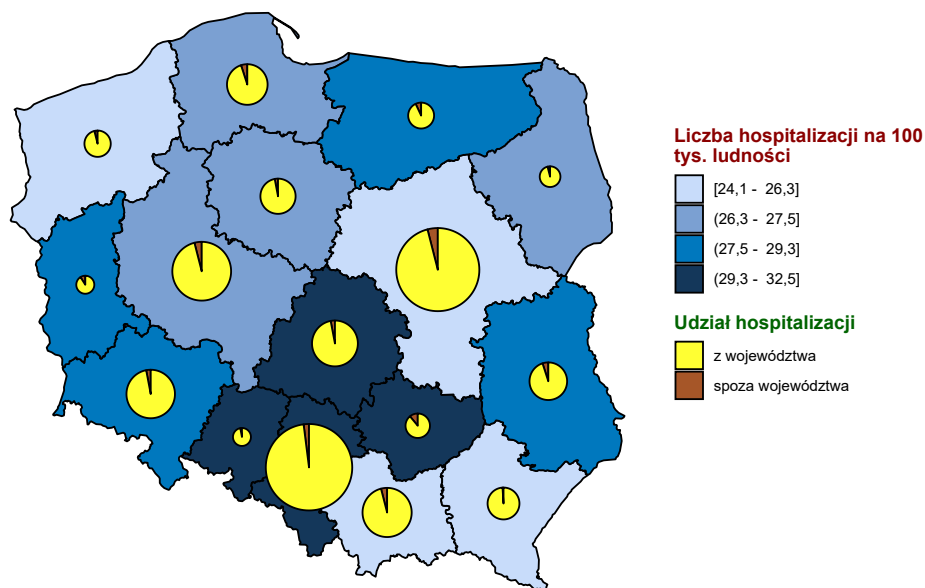 Liczba hospitalizacji na 100
tys. ludności
[24,1 - 26,3]
(26,3 - 27,5]
(27,5 - 29,3]
(29,3 - 32,5]
Udział hospitalizacji
z województwa
spoza województwa